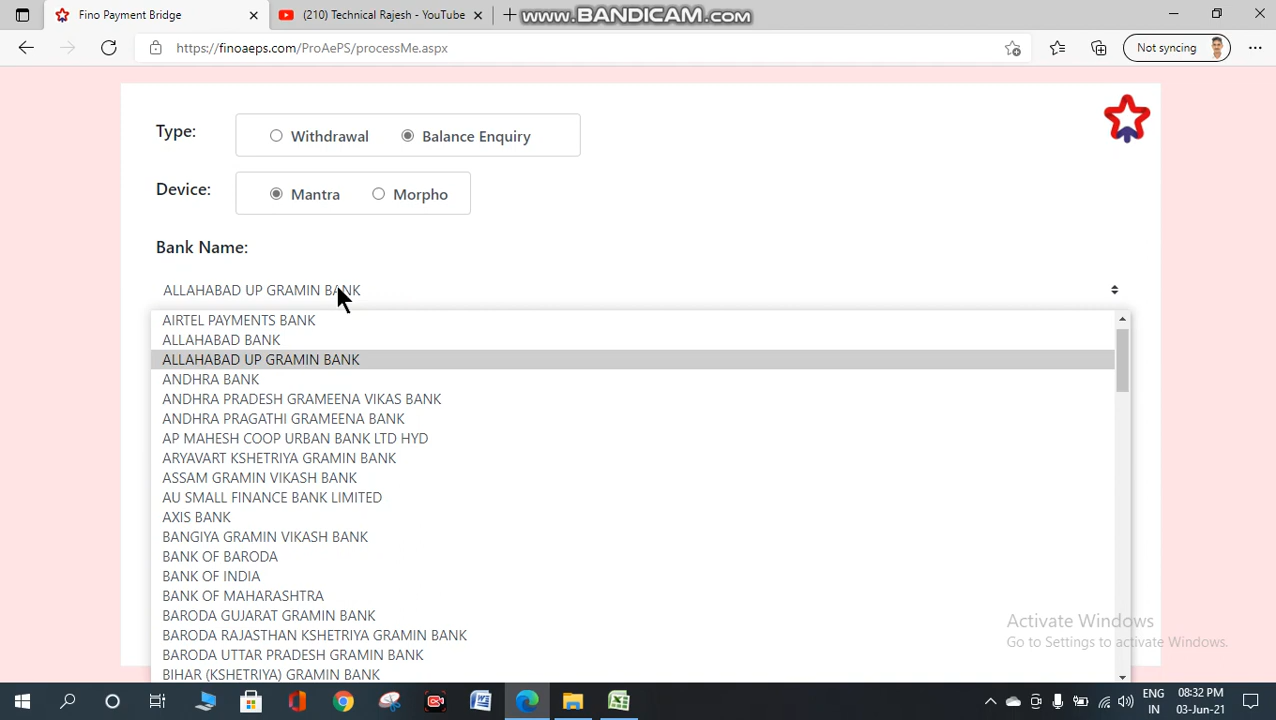 Fino Payment Bridge
(210) Technical Rajesh - YouTube
www.BANDICAM.com
https://finoaeps.com/ProAePS/processMe.aspx
Not syncing
Type:
Withdrawal
Balance Enquiry
Device:
Mantra
Morpho
Bank Name:
ALLAHABAD UP GRAMIN BANK
AIRTEL PAYMENTS BANK
ALLAHABAD BANK
ALLAHABAD UP GRAMIN BANK
ANDHRA BANK
ANDHRA PRADESH GRAMEENA VIKAS BANK
ANDHRA PRAGATHI GRAMEENA BANK
AP MAHESH COOP URBAN BANK LTD HYD
ARYAVART KSHETRIYA GRAMIN BANK
ASSAM GRAMIN VIKASH BANK
AU SMALL FINANCE BANK LIMITED
AXIS BANK
BANGIYA GRAMIN VIKASH BANK
BANK OF BARODA
BANK OF INDIA
BANK OF MAHARASHTRA
BARODA GUJARAT GRAMIN BANK
BARODA RAJASTHAN KSHETRIYA GRAMIN BANK
BARODA UTTAR PRADESH GRAMIN BANK
BIHAR (KSHETRIYA) GRAMIN BANK
Activate Windows
Go to Settings to activate Windows.
ENG
IN
08:32 PM
03-Jun-21